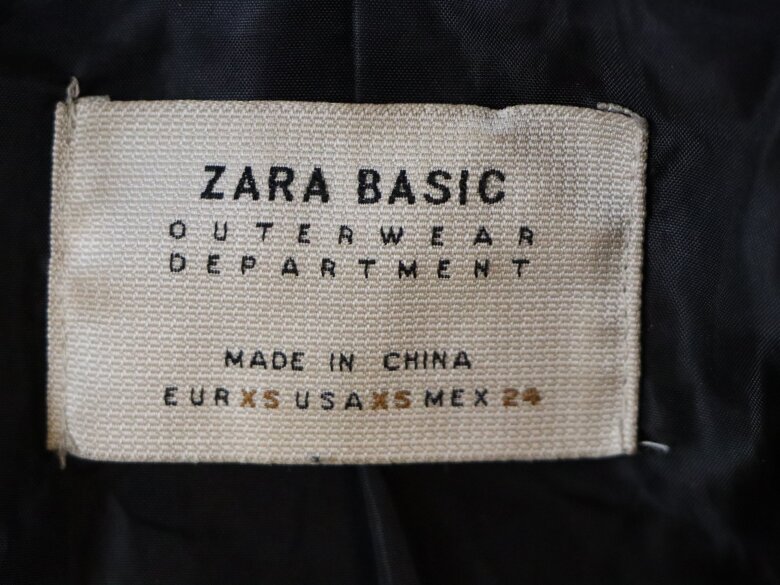 ZARA BASIC
OUTERWEAR
DEPARTMENT
MADE IN CHINA
EUR XS USA XS MEX 24